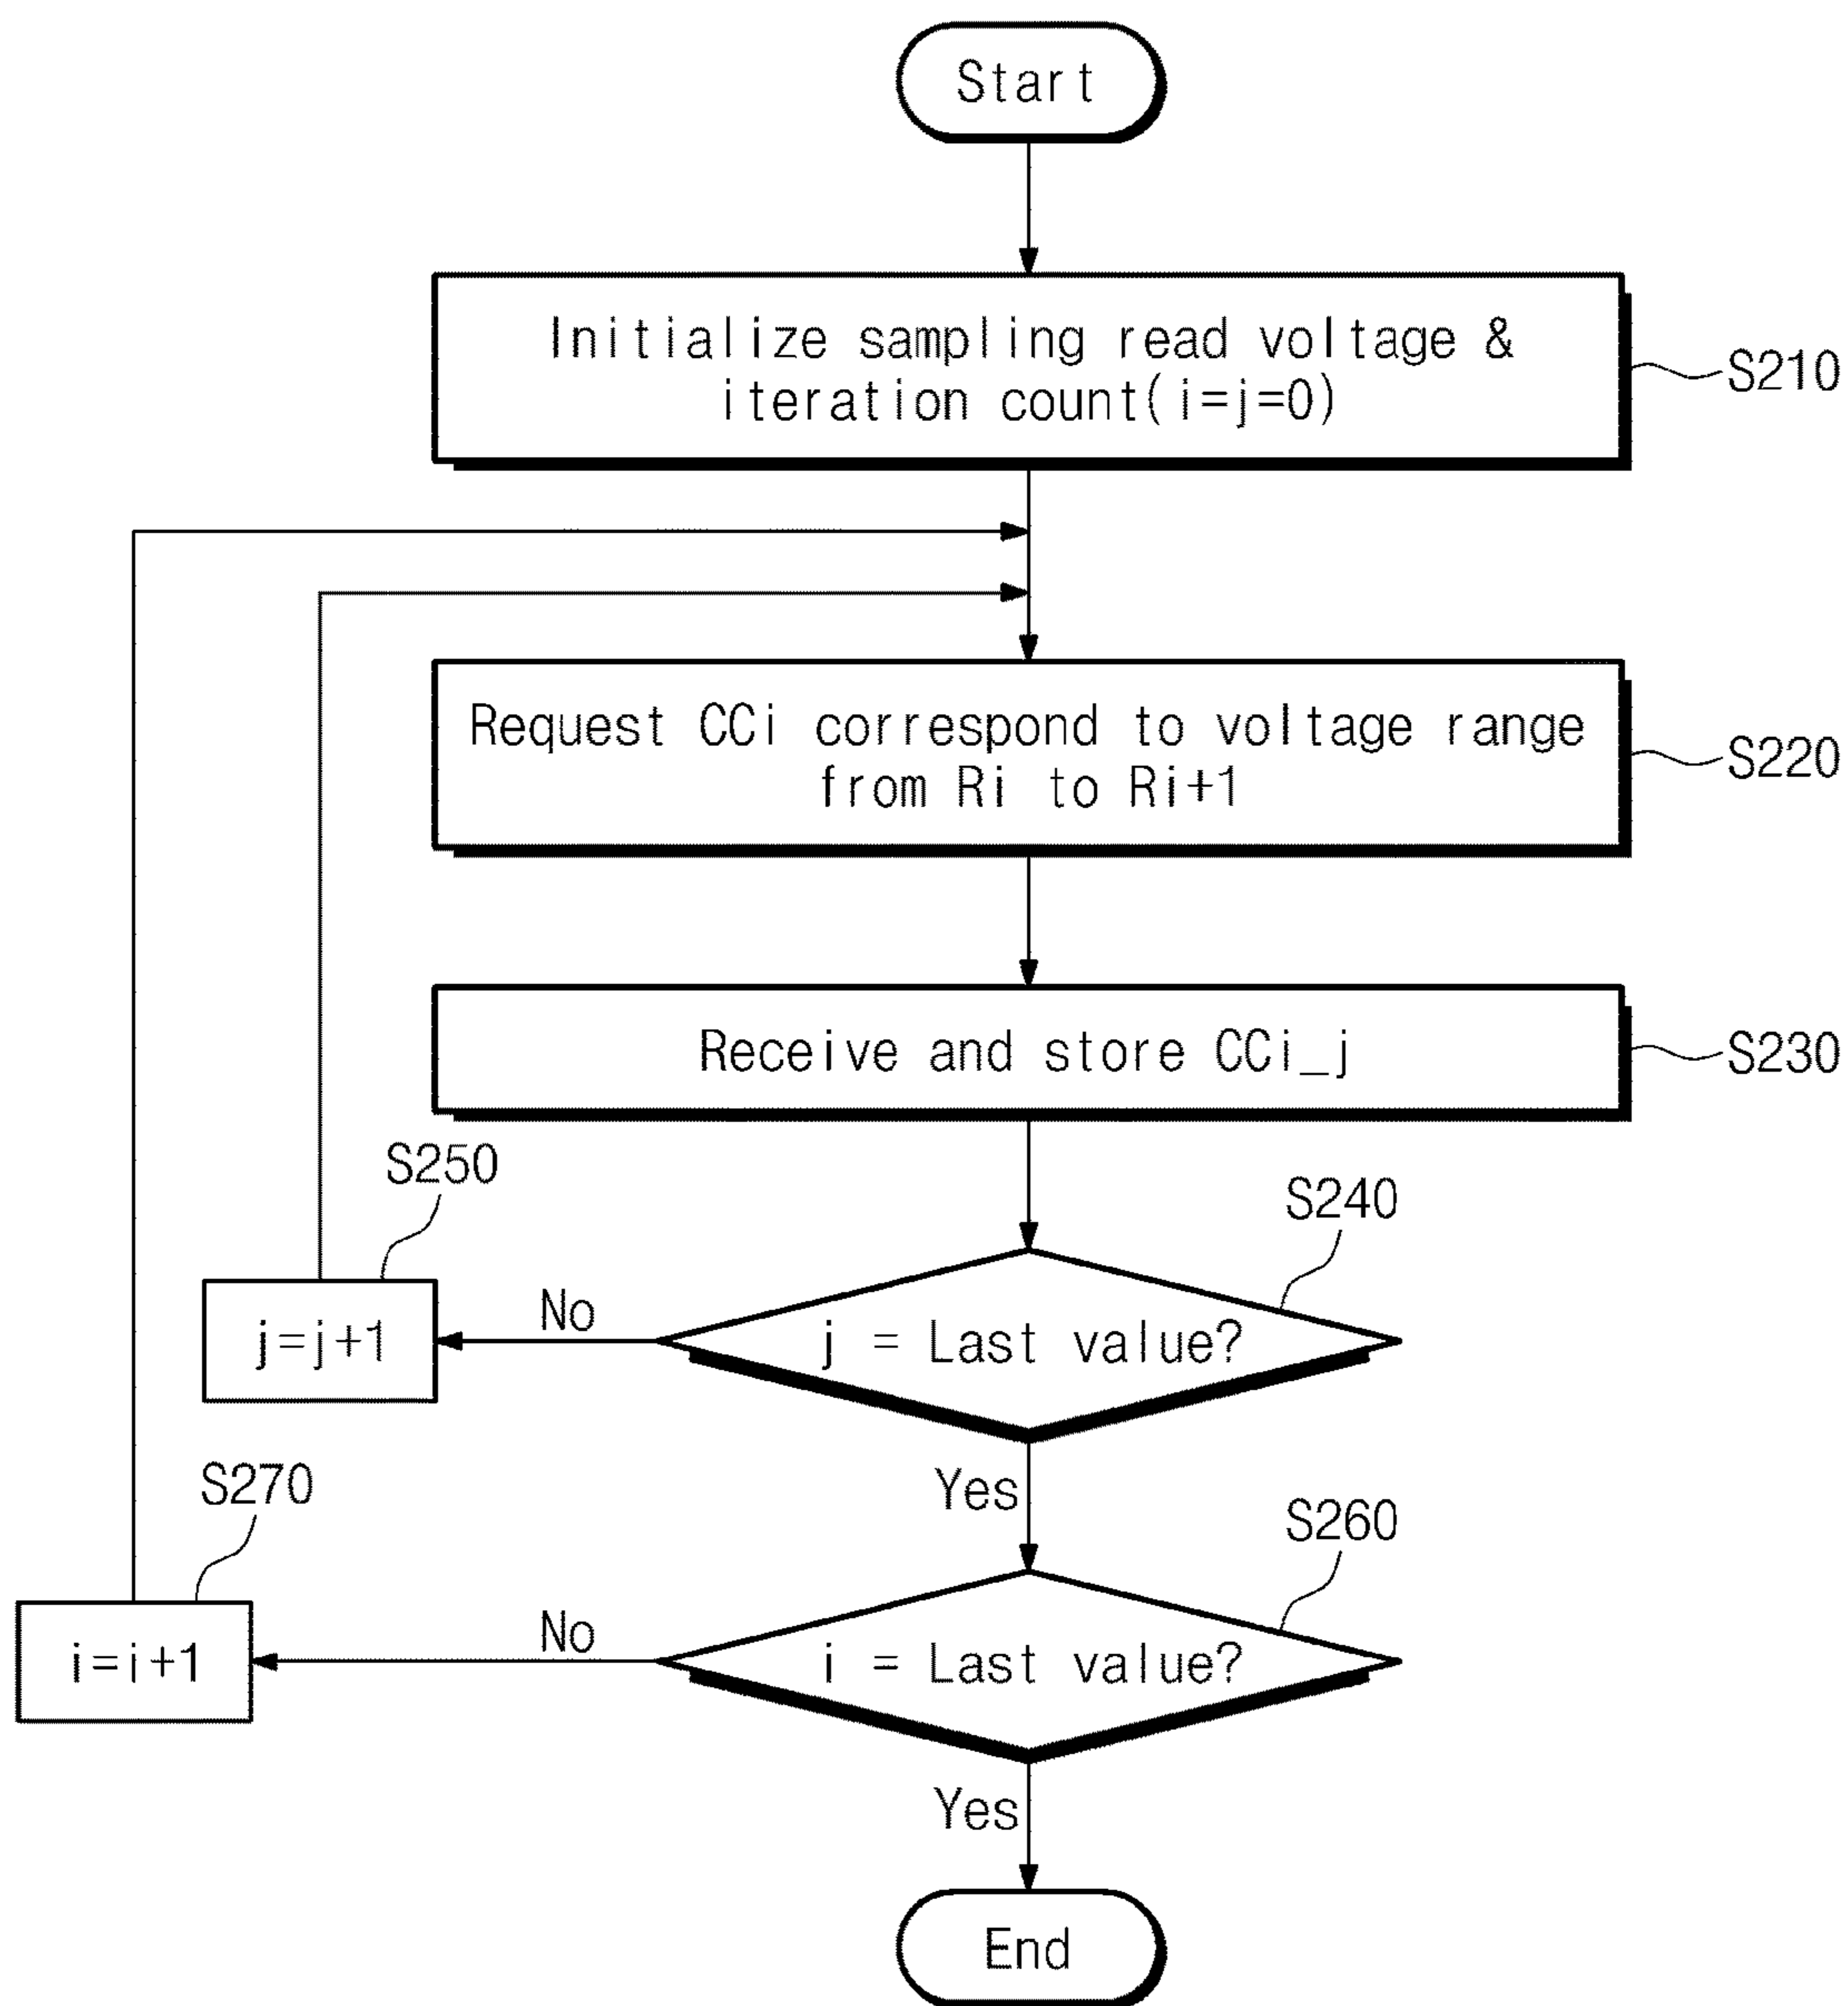 Start
Initialize sampling read voltage &
iteration count(i=j=0)
S210
Request CCi correspond to voltage range
from Ri to Ri+1
S220
Receive and store CCi_j
S230
S250
S240
j=j+1
No
j = Last value?
Yes
S270
S260
i=i+1
No
i = Last value?
Yes
End